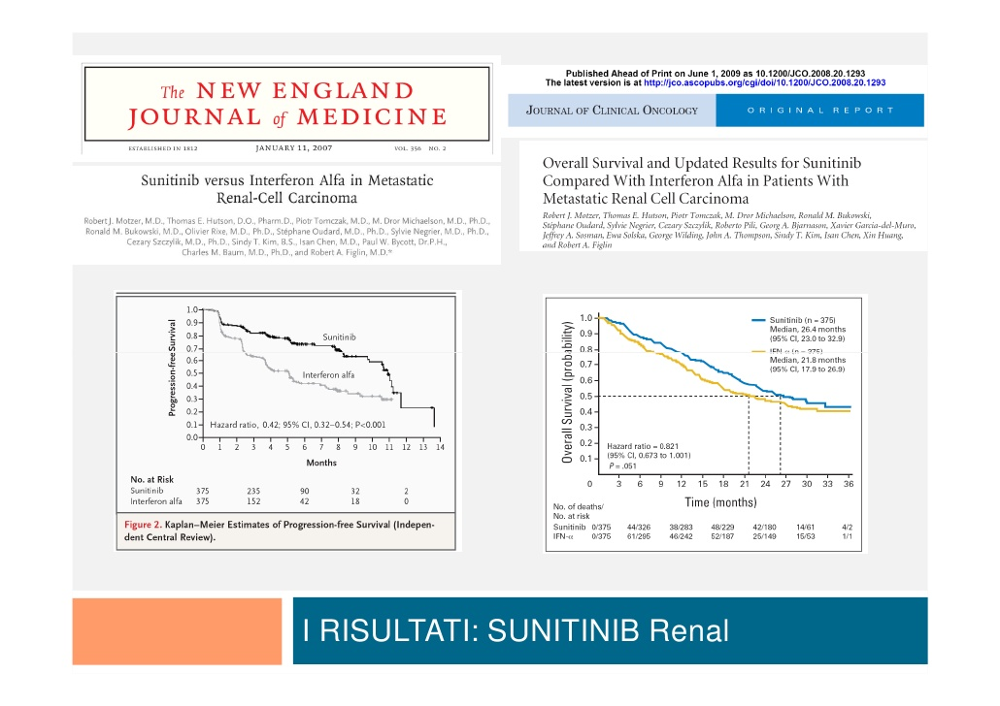 The NEW ENGLAND
JOURNAL of MEDICINE
ESTABLISHED IN 1812 JANUARY 11, 2007 VOL. 356 NO. 2
Sunitinib versus Interferon Alfa in Metastatic
Renal-Cell Carcinoma
Robert J. Motzer, M.D., Thomas E. Hutson, D.O., Pharm.D., Piotr Tomczak, M.D., M. Dror Michaelson, M.D., Ph.D.,
Ronald M. Bukowski, M.D., Olivier Rixe, M.D., Ph.D., Stéphane Oudard, M.D., Ph.D., Sylvie Negrier, M.D., Ph.D.,
Cezary Szczylik, M.D., Ph.D., Sindy T. Kim, B.S., Isan Chen, M.D., Paul W. Bycott, Dr.P.H.,
Charles M. Baum, M.D., Ph.D., and Robert A. Figlin, M.D.*
Published Ahead of Print on June 1, 2009 as 10.1200/JCO.2008.20.1293
The latest version is at http://jco.ascopubs.org/cgi/doi/10.1200/JCO.2008.20.1293
JOURNAL OF CLINICAL ONCOLOGY ORIGINAL REPORT
Overall Survival and Updated Results for Sunitinib
Compared With Interferon Alfa in Patients With
Metastatic Renal Cell Carcinoma
Robert J. Motzer, Thomas E. Hutson, Piotr Tomczak, M. Dror Michaelson, Ronald M. Bukowski,
Stéphane Oudard, Sylvie Negrier, Cezary Szczylik, Roberto Pili, Georg A. Bjarnason, Xavier Garcia-del-Muro,
Jeffrey A. Sosman, Ewa Solska, George Wilding, John A. Thompson, Sindy T. Kim, Isan Chen, Xin Huang,
and Robert A. Figlin
Progression-free Survival
1.0
0.9
0.8
0.7
0.6
0.5
0.4
0.3
0.2
0.1
0.0
Sunitinib
Interferon alfa
Hazard ratio, 0.42; 95% CI, 0.32–0.54; P<0.001
0 1 2 3 4 5 6 7 8 9 10 11 12 13 14
Months
No. at Risk
Sunitinib 375 235 90 32 2
Interferon alfa 375 152 42 18 0
Figure 2. Kaplan–Meier Estimates of Progression-free Survival (Indepen-
dent Central Review).
Overall Survival (probability)
1.0
0.9
0.8
0.7
0.6
0.5
0.4
0.3
0.2
0.1
Sunitinib (n = 375)
Median, 26.4 months
(95% CI, 23.0 to 32.9)
IFN-α (n = 375)
Median, 21.8 months
(95% CI, 17.9 to 26.9)
Hazard ratio = 0.821
(95% CI, 0.673 to 1.001)
P = .051
0 3 6 9 12 15 18 21 24 27 30 33 36
Time (months)
No. of deaths/
No. at risk
Sunitinib 0/375 44/326 38/283 48/229 42/180 14/61 4/2
IFN-α 0/375 61/295 46/242 52/187 25/149 15/53 1/1
I RISULTATI: SUNITINIB Renal